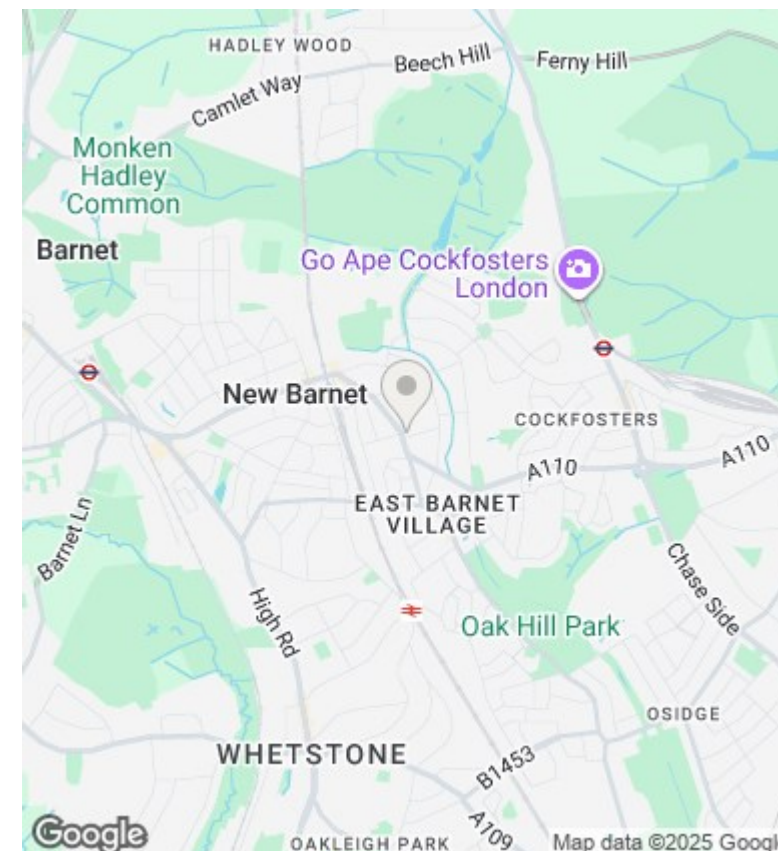 HADLEY WOOD
Beech Hill
Ferny Hill
Camlet Way
Monken
Hadley
Common
Barnet
Go Ape Cockfosters
London
New Barnet
COCKFOSTERS
A110
A110
EAST BARNET
VILLAGE
Barnet Ln
High Rd
Chase Side
Oak Hill Park
OSIDGE
WHETSTONE
B1453
A109
Google
OAKLEIGH PARK
Map data ©2025 Googl